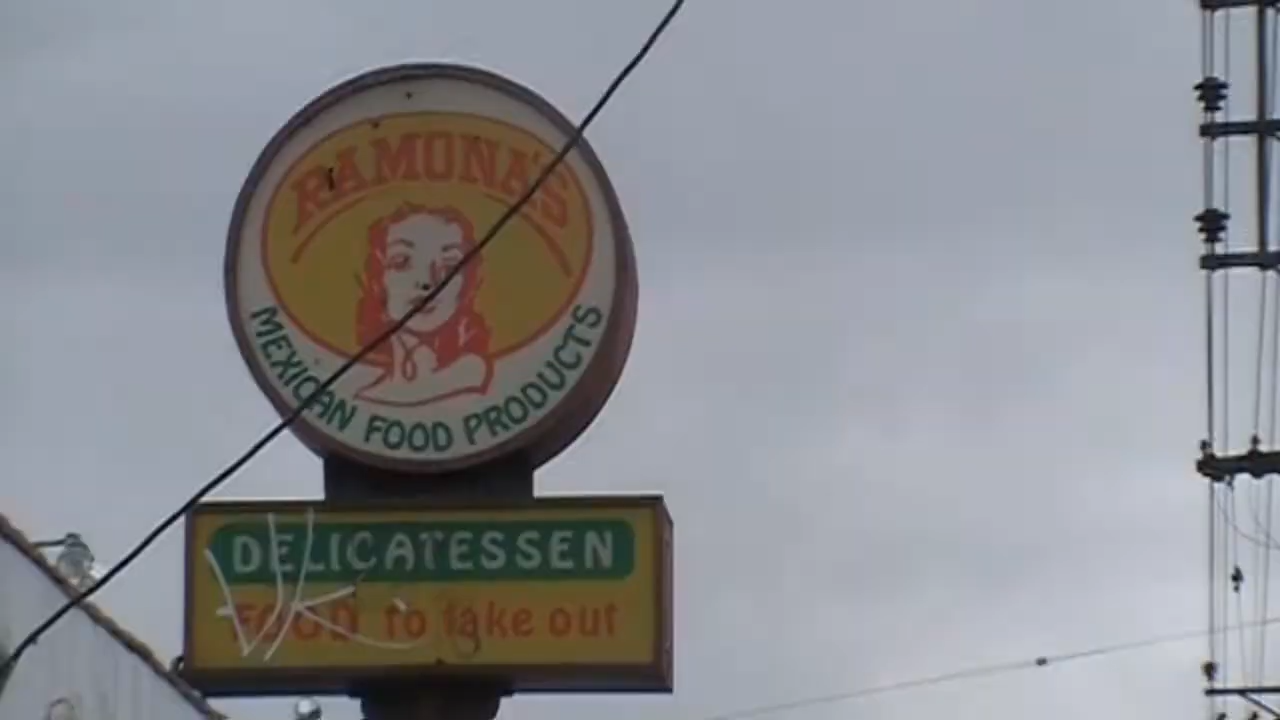 RAMONA'S
MEXICAN FOOD PRODUCTS
DELICATESSEN
FOOD to take out